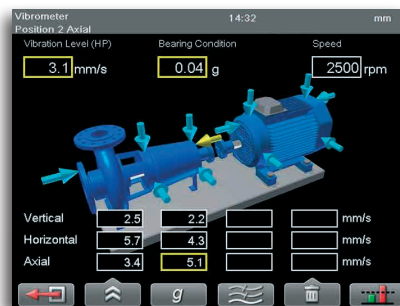 Vibrometer 14:32 mm
Position 2 Axial
Vibration Level (HP) Bearing Condition Speed
3.1 mm/s 0.04 g 2500 rpm
Vertical 2.5 2.2 mm/s
Horizontal 5.7 4.3 mm/s
Axial 3.4 5.1 mm/s
g